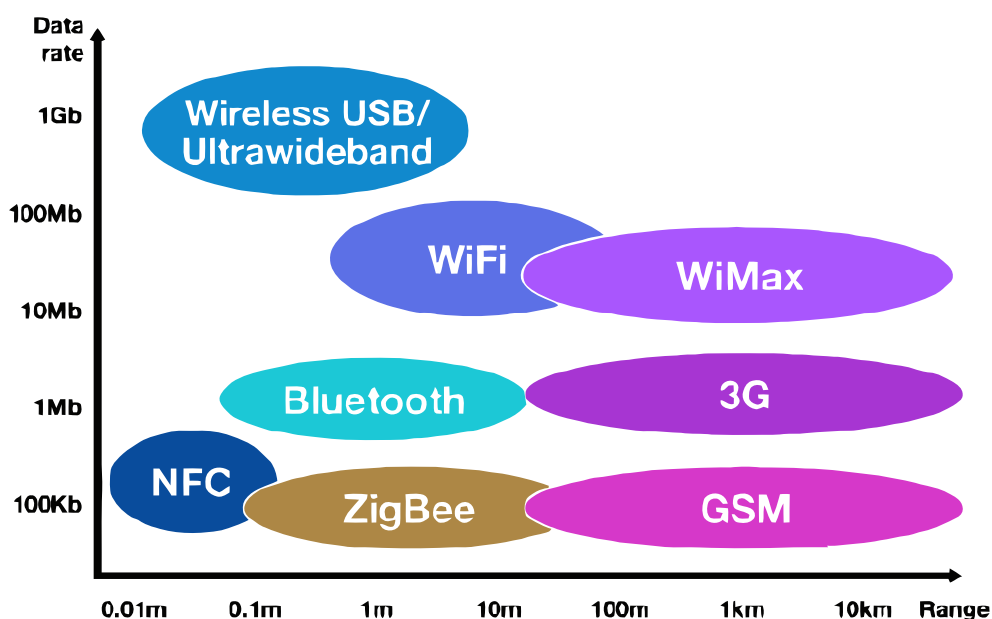 Data
rate
1Gb
Wireless USB/
Ultrawideband
100Mb
WiFi
WiMax
10Mb
Bluetooth
3G
1Mb
NFC
ZigBee
GSM
100Kb
0.01m 0.1m 1m 10m 100m 1km 10km Range